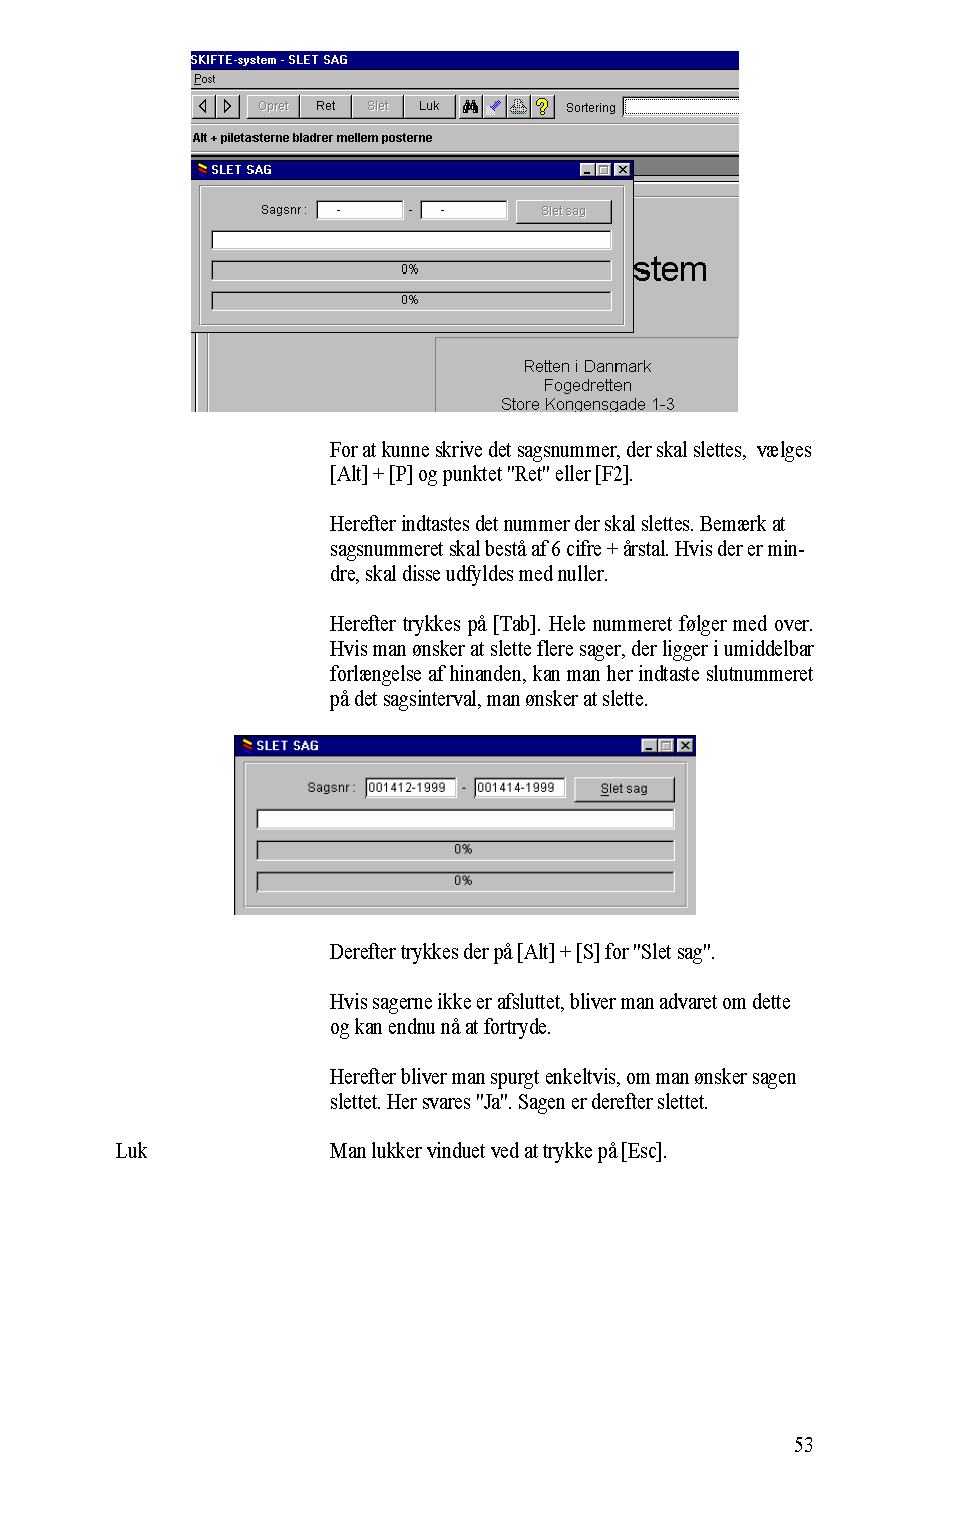 SKIFTE-system - SLET SAG
Post
Opret Ret Slet Luk Sortering
Alt + piletasterne bladrer mellem posterne
SLET SAG
Sagsnr: - - - Slet sag
0%
0%
stem
Retten i Danmark
Fogedretten
Store Kongensgade 1-3
For at kunne skrive det sagsnummer, der skal slettes, vælges
[Alt] + [P] og punktet "Ret" eller [F2].
Herefter indtastes det nummer der skal slettes. Bemærk at
sagsnummeret skal bestå af 6 cifre + årstal. Hvis der er min-
dre, skal disse udfyldes med nuller.
Herefter trykkes på [Tab]. Hele nummeret følger med over.
Hvis man ønsker at slette flere sager, der ligger i umiddelbar
forlængelse af hinanden, kan man her indtaste slutnummeret
på det sagsinterval, man ønsker at slette.
SLET SAG
Sagsnr: 001412-1999 - 001414-1999 Slet sag
0%
0%
Derefter trykkes der på [Alt] + [S] for "Slet sag".
Hvis sagerne ikke er afsluttet, bliver man advaret om dette
og kan endnu nå at fortryde.
Herefter bliver man spurgt enkeltvis, om man ønsker sagen
slettet. Her svares "Ja". Sagen er derefter slettet.
Luk Man lukker vinduet ved at trykke på [Esc].
53